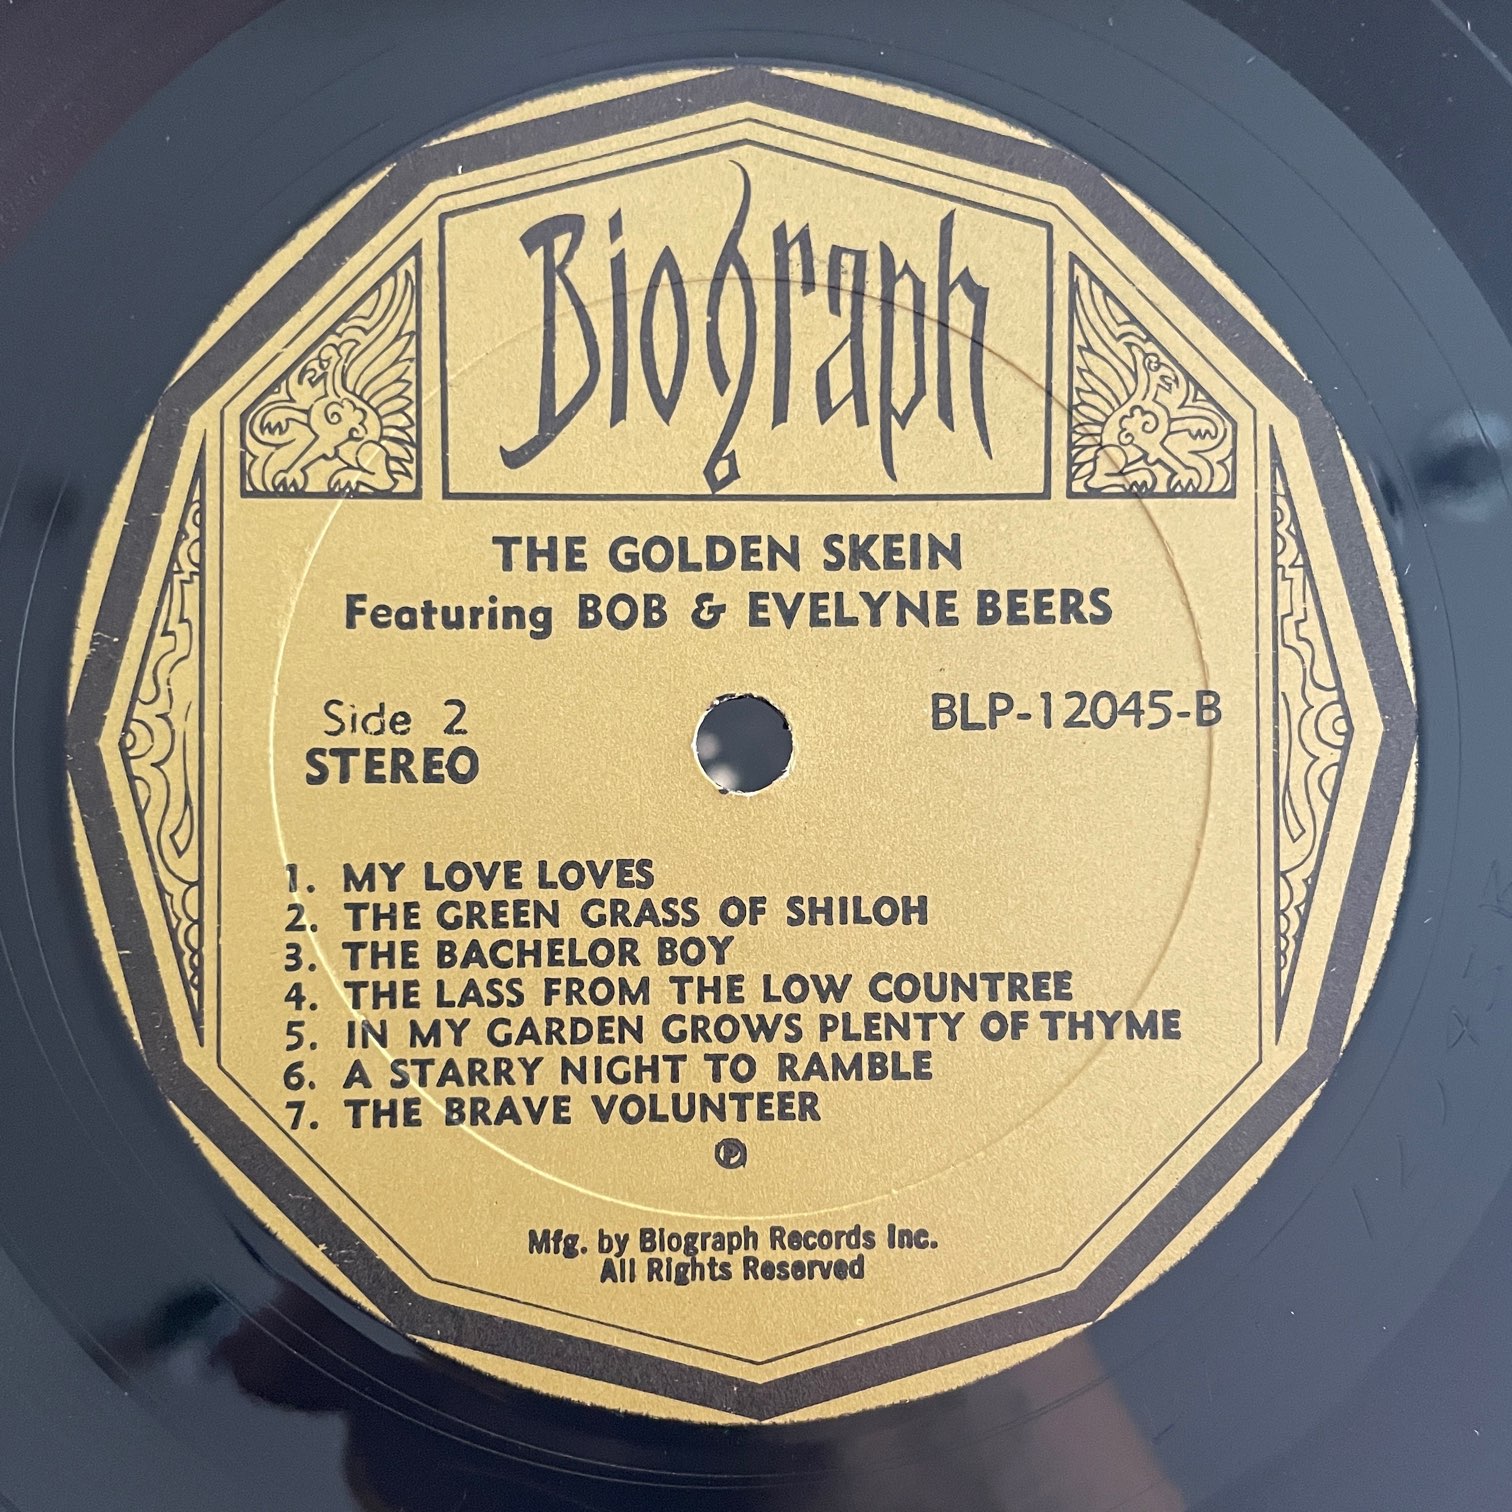 Biograph
THE GOLDEN SKEIN
Featuring BOB & EVELYNE BEERS
Side 2
STEREO
BLP-12045-B
1. MY LOVE LOVES
2. THE GREEN GRASS OF SHILOH
3. THE BACHELOR BOY
4. THE LASS FROM THE LOW COUNTREE
5. IN MY GARDEN GROWS PLENTY OF THYME
6. A STARRY NIGHT TO RAMBLE
7. THE BRAVE VOLUNTEER
℗
Mfg. by Biograph Records Inc.
All Rights Reserved